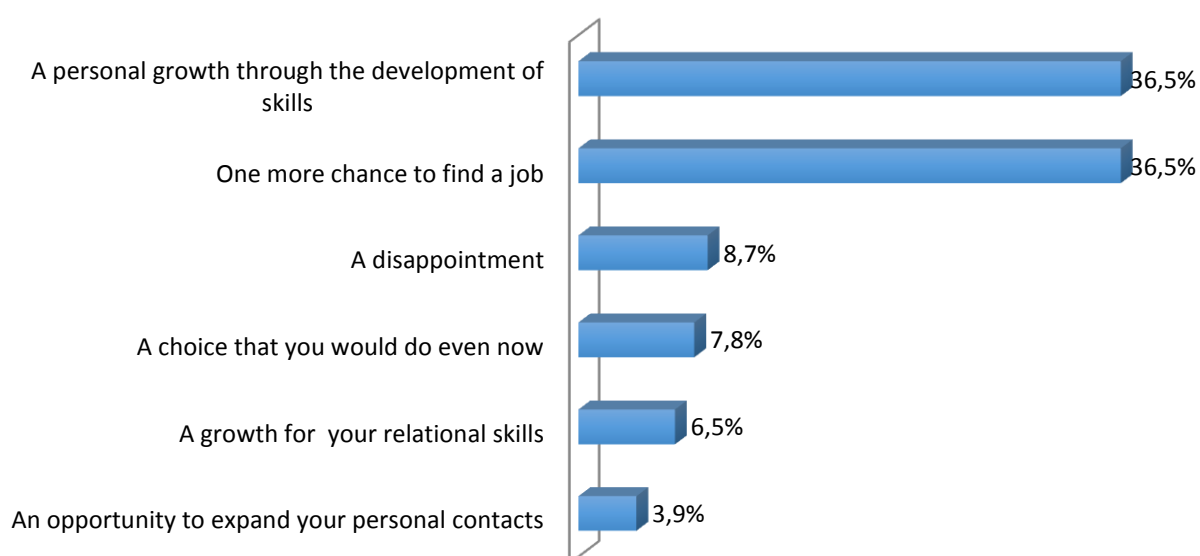 A personal growth through the development of
skills
36,5%
One more chance to find a job
36,5%
A disappointment
8,7%
A choice that you would do even now
7,8%
A growth for your relational skills
6,5%
An opportunity to expand your personal contacts
3,9%